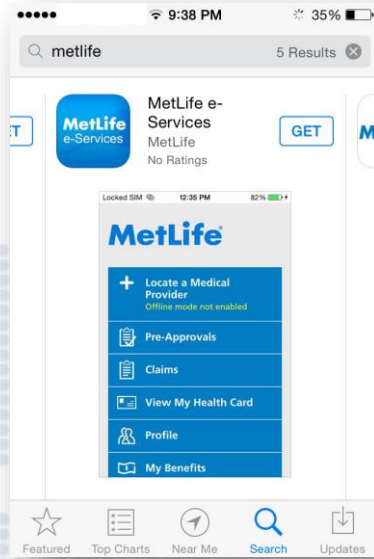 9:38 PM 35%
metlife 5 Results
MetLife e-
Services
MetLife
No Ratings
GET
MetLife
e-Services
Locked SIM 12:35 PM 82%
MetLife
Locate a Medical
Provider
Offline mode not enabled
Pre-Approvals
Claims
View My Health Card
Profile
My Benefits
Featured Top Charts Near Me Search Updates